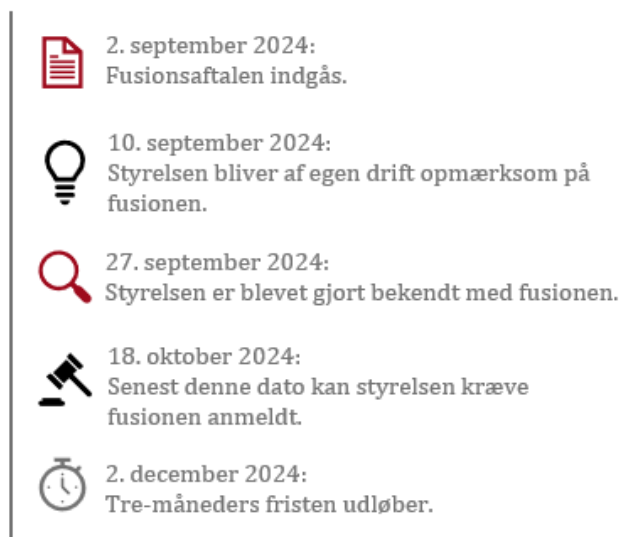 2. september 2024:
Fusionsaftalen indgås.
10. september 2024:
Styrelsen bliver af egen drift opmærksom på
fusionen.
27. september 2024:
Styrelsen er blevet gjort bekendt med fusionen.
18. oktober 2024:
Senest denne dato kan styrelsen kræve
fusionen anmeldt.
2. december 2024:
Tre-måneders fristen udløber.